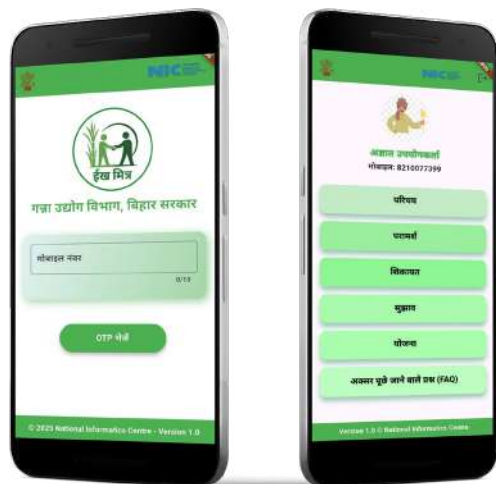 NIC
ईख मित्र
गन्ना उद्योग विभाग, बिहार सरकार
मोबाइल नंबर
0/10
OTP भेजें
© 2023 National Informatics Centre - Version 1.0
NIC
अज्ञात उपयोगकर्ता
मोबाइल: 8210077399
परिचय
परामर्श
शिकायत
सुझाव
योजना
अक्सर पूछे जाने वाले प्रश्न (FAQ)
Version 1.0 © National Informatics Centre